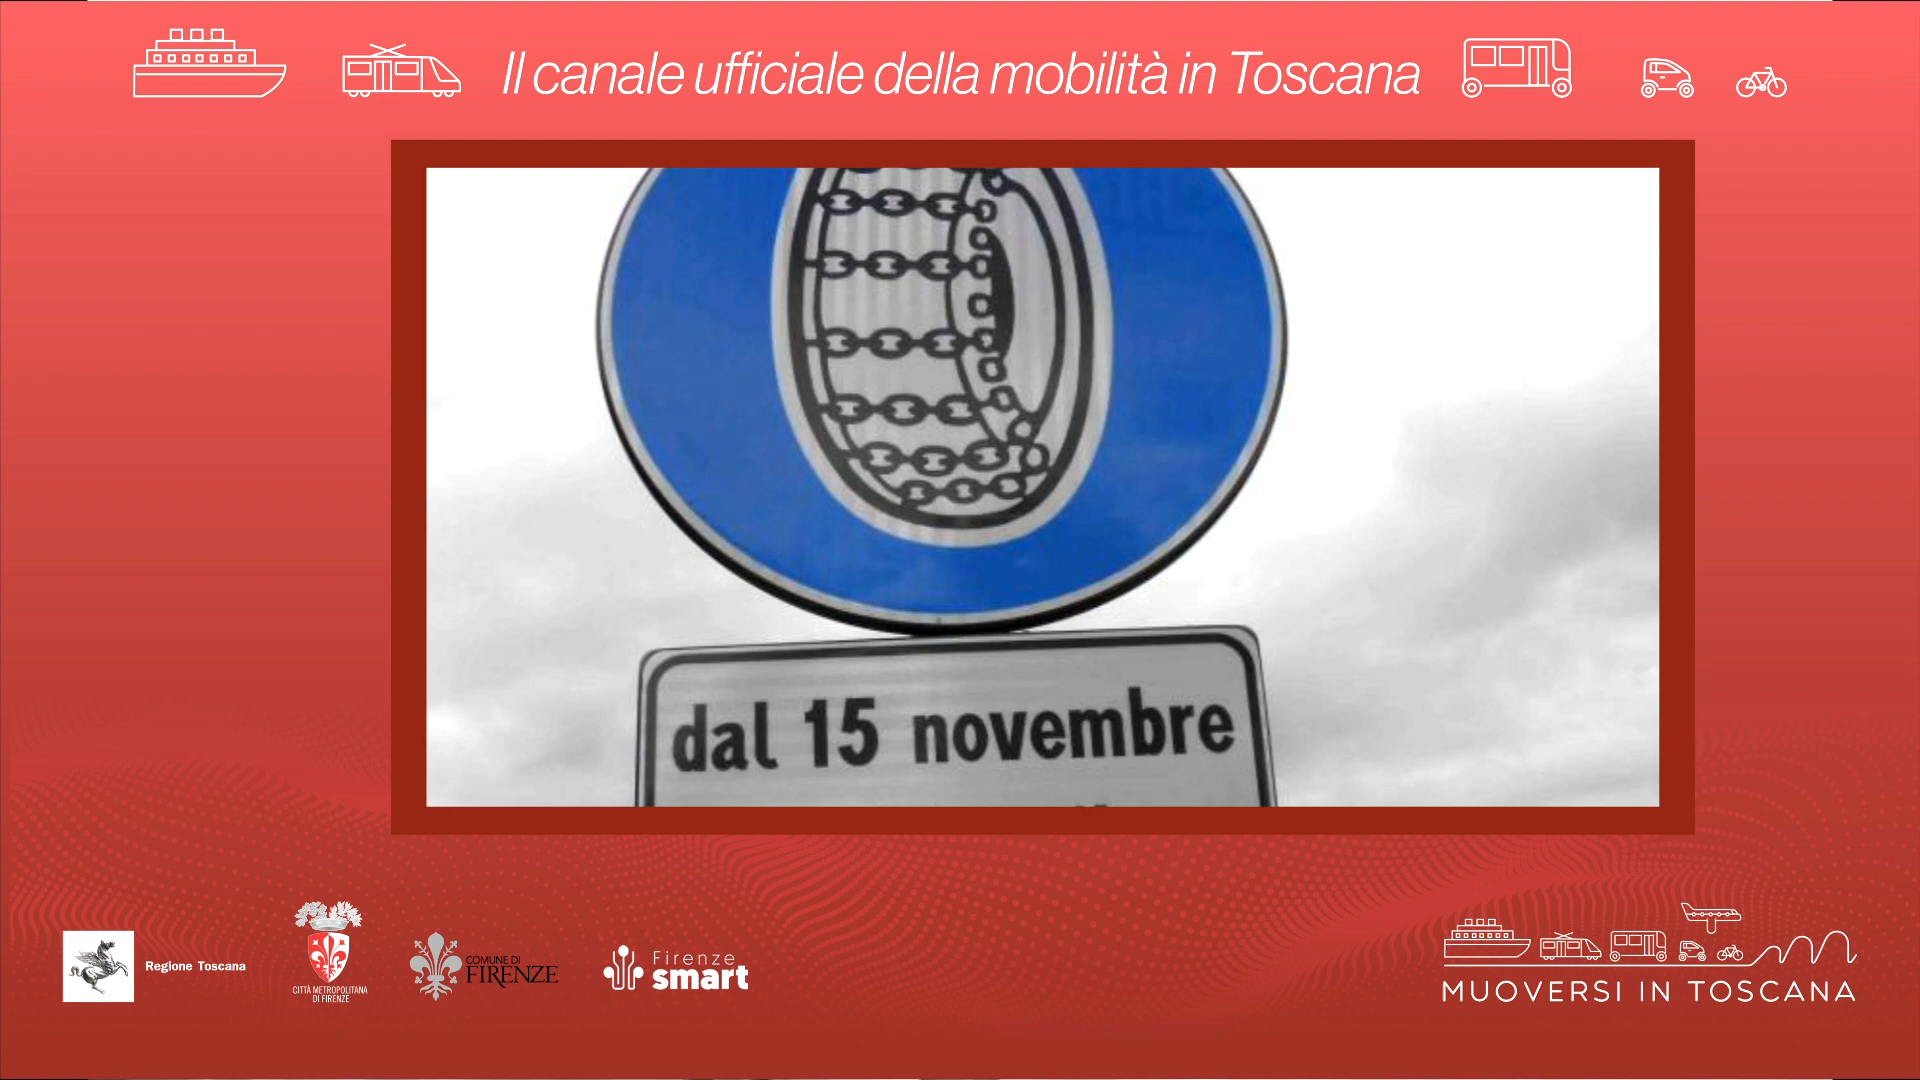 Il canale ufficiale della mobilità in Toscana
dal 15 novembre
Regione Toscana
CITTÀ METROPOLITANA
DI FIRENZE
COMUNE DI
FIRENZE
Firenze
smart
MUOVERSI IN TOSCANA